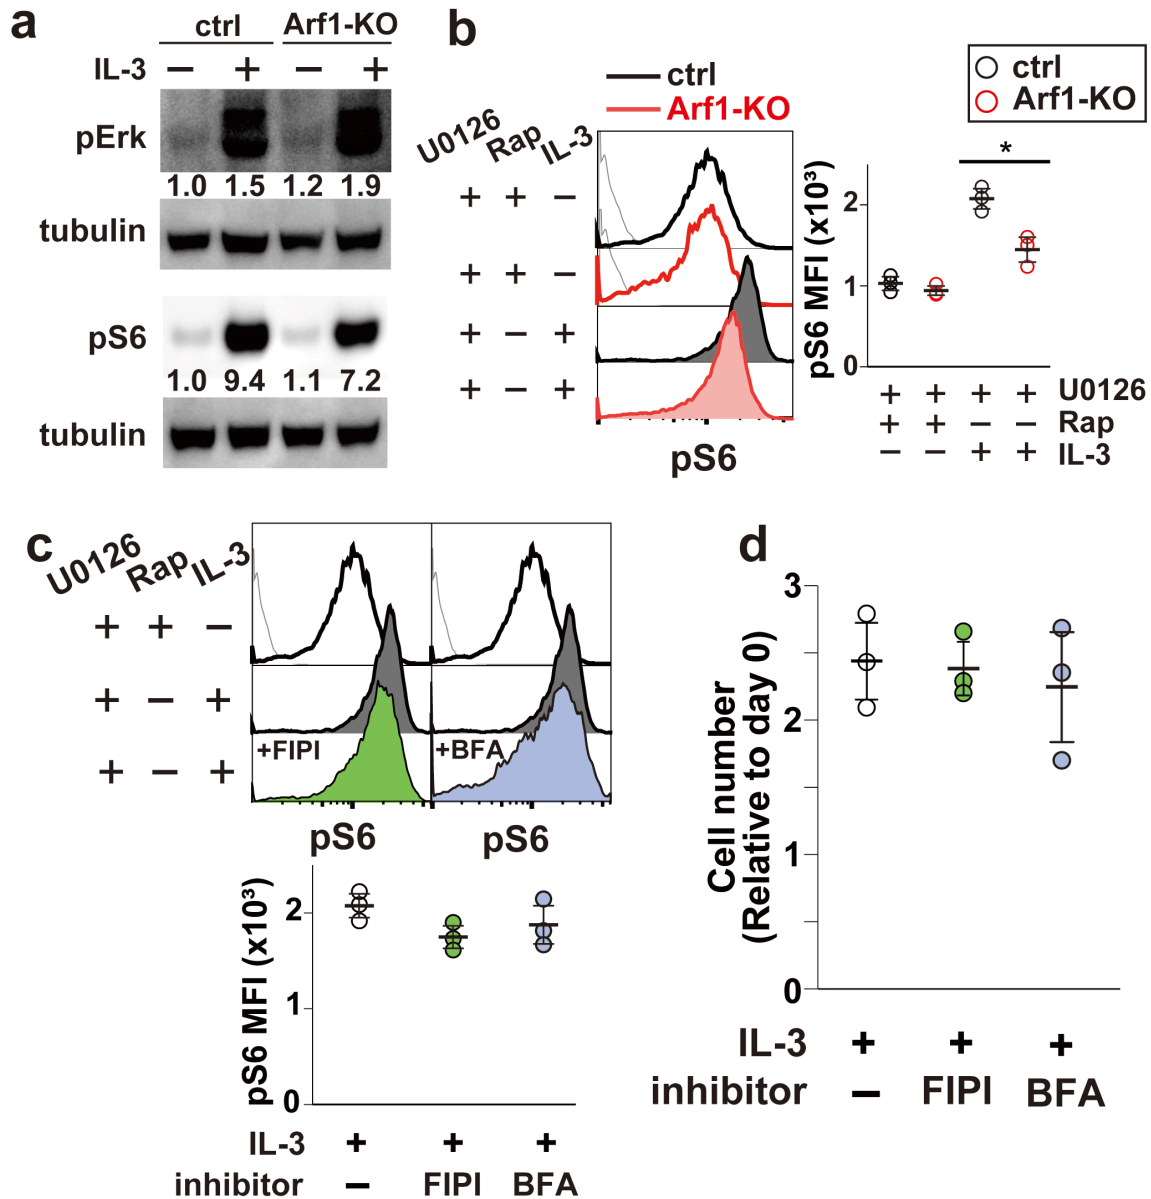 a
ctrl Arf1-KO
IL-3 − + − +
pErk
1.0 1.5 1.2 1.9
tubulin
pS6
1.0 9.4 1.1 7.2
tubulin
b
ctrl
Arf1-KO
U0126 Rap IL-3
+ + −
+ + −
+ − +
+ − +
pS6
ctrl
Arf1-KO
*
pS6 MFI (x10³)
2
1
0
+ + + + U0126
+ + − − Rap
− − + + IL-3
c
U0126 Rap IL-3
+ + −
+ − +
+ − +
+FIPI +BFA
pS6 pS6
pS6 MFI (x10³)
2
1
0
IL-3 + + +
inhibitor − FIPI BFA
d
Cell number
(Relative to day 0)
3
2
1
0
IL-3 + + +
inhibitor − FIPI BFA